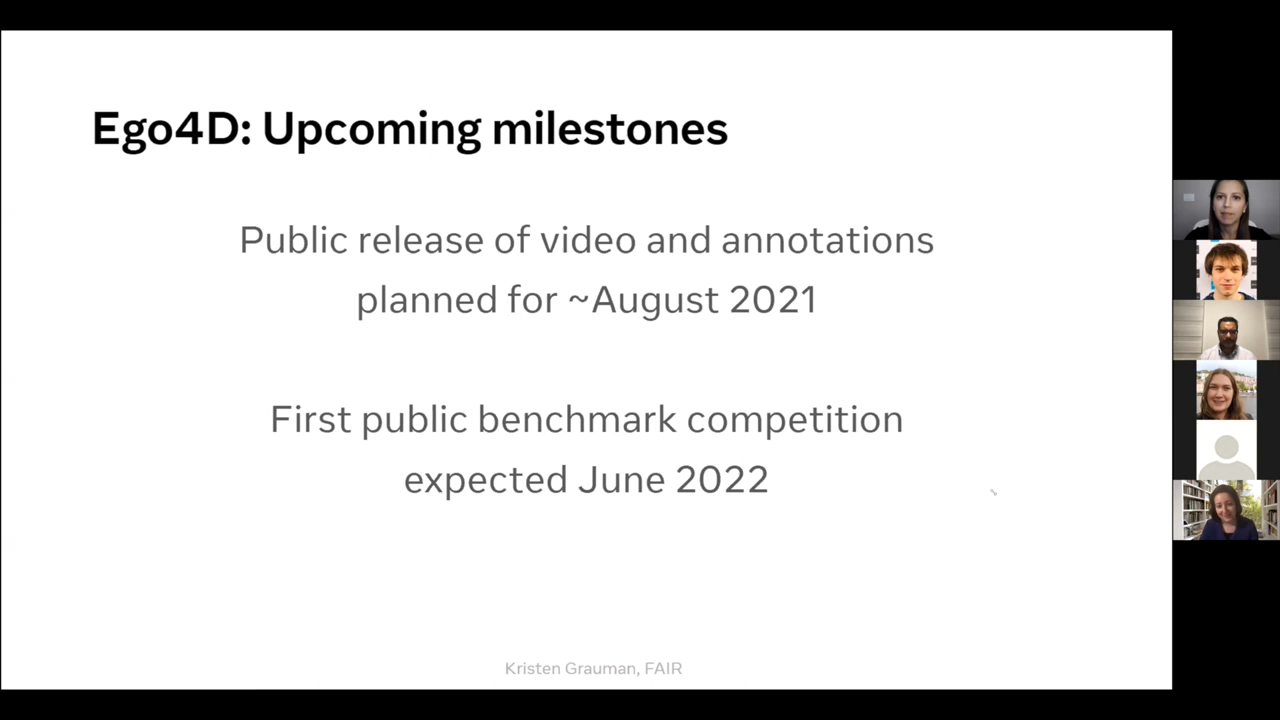 Ego4D: Upcoming milestones
Public release of video and annotations
planned for ~August 2021
First public benchmark competition
expected June 2022
Kristen Grauman, FAIR